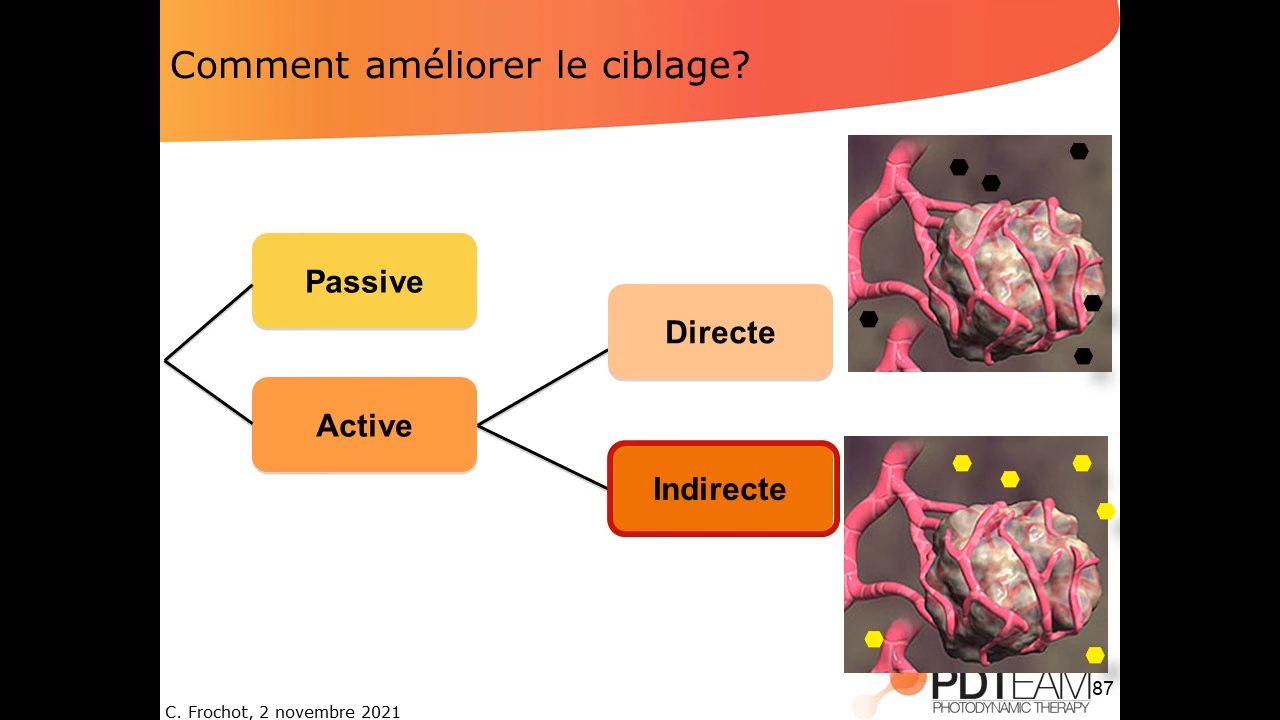 Comment améliorer le ciblage?
Passive
Directe
Active
Indirecte
PDTEAM
87
PHOTODYNAMIC THERAPY
C. Frochot, 2 novembre 2021